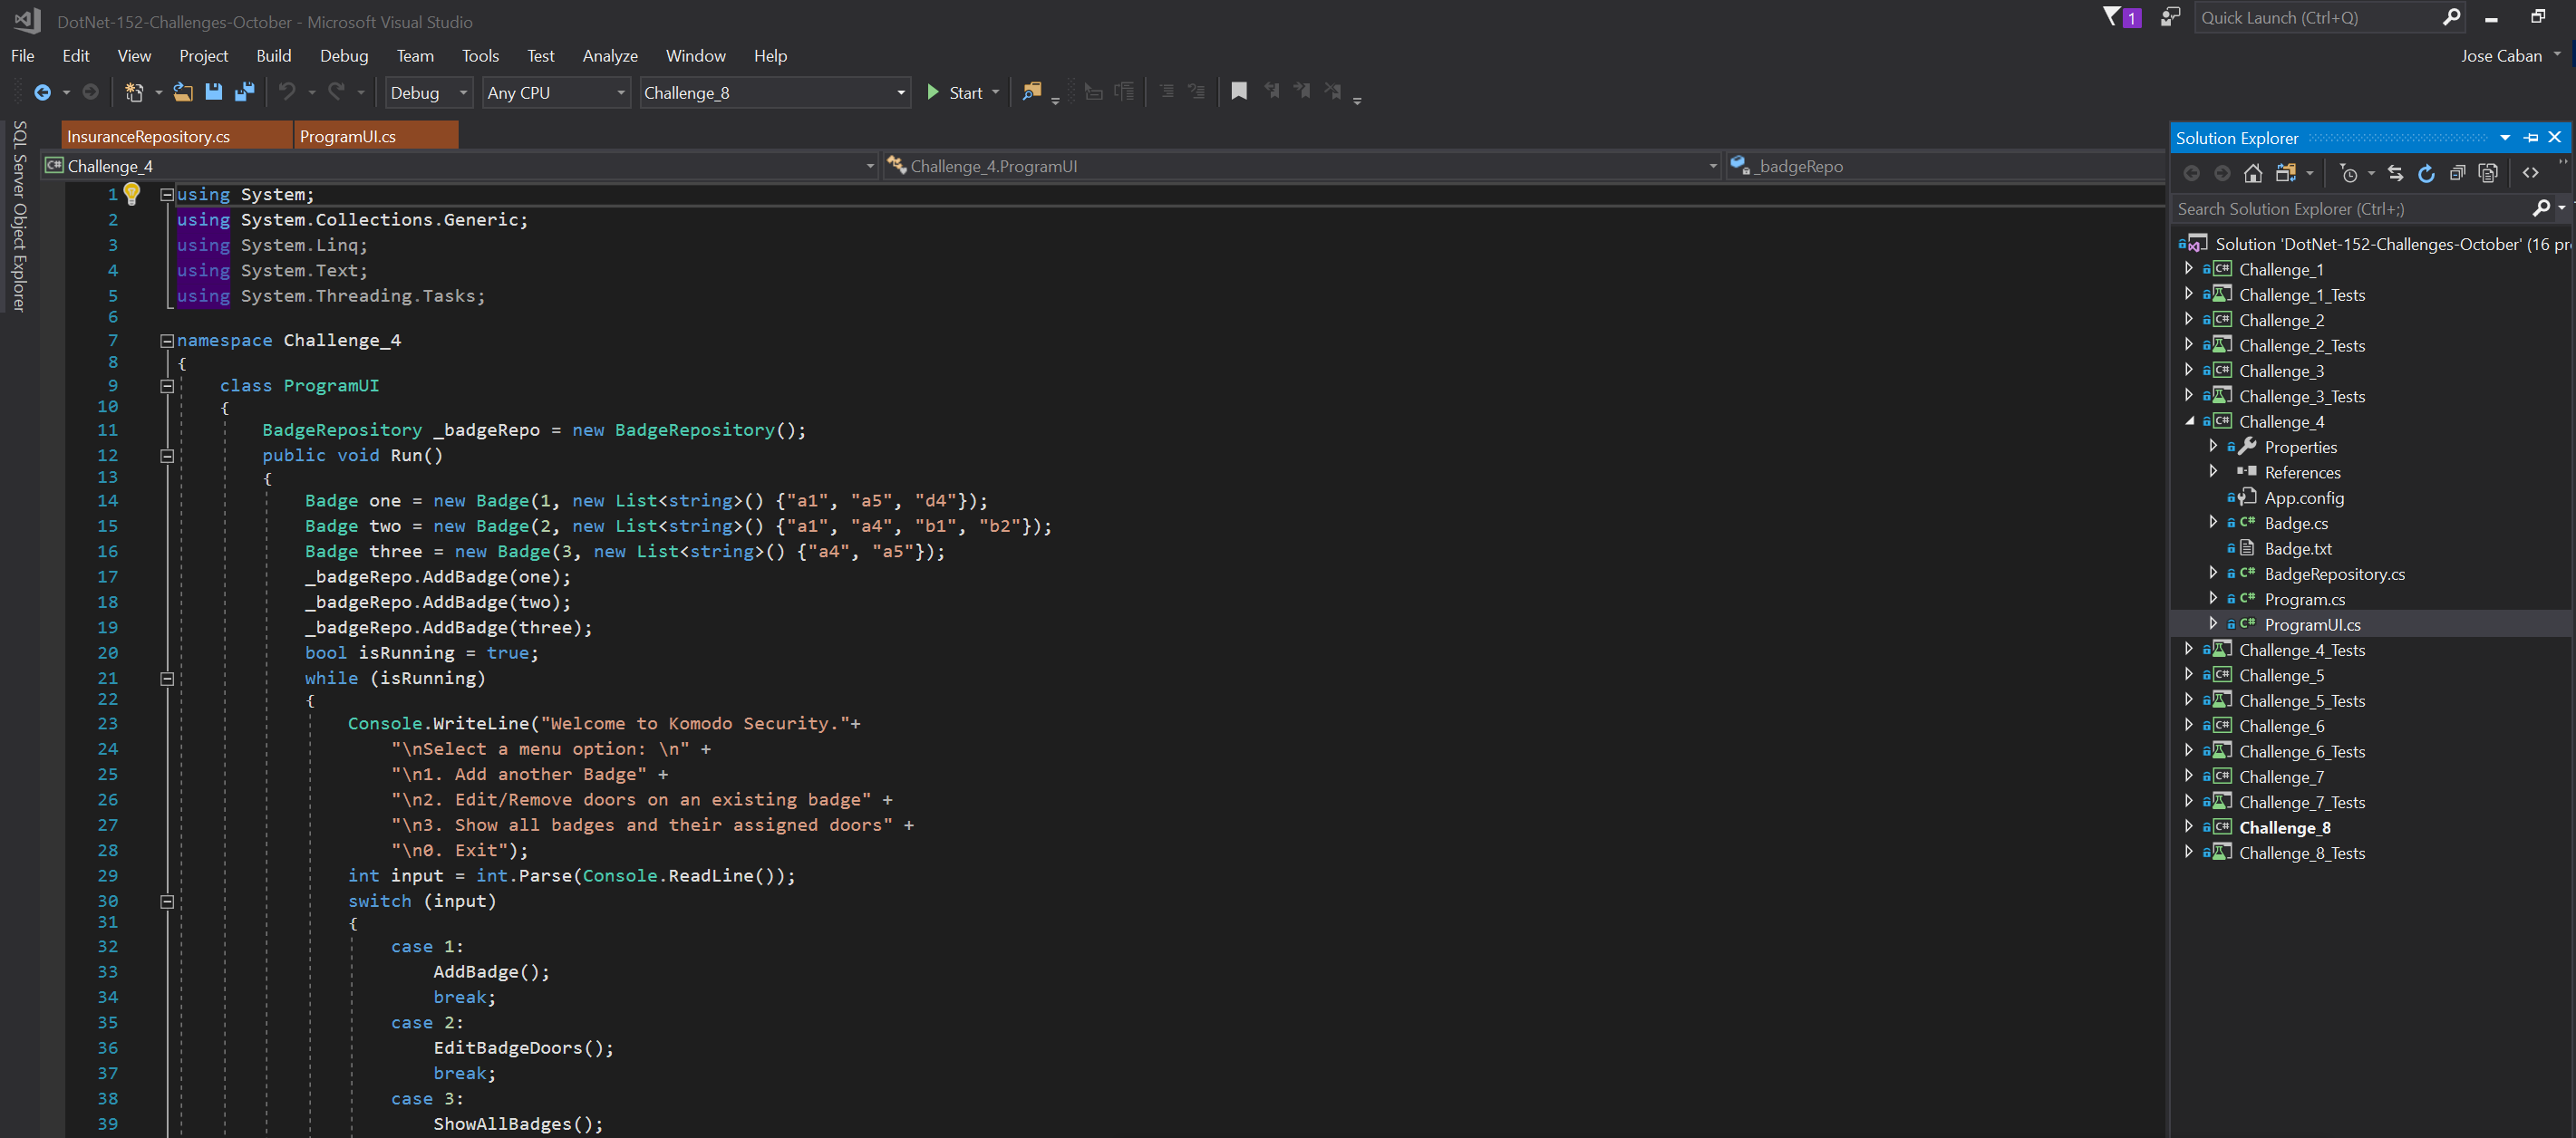 DotNet-152-Challenges-October - Microsoft Visual Studio
1
Quick Launch (Ctrl+Q)
File Edit View Project Build Debug Team Tools Test Analyze Window Help
Jose Caban
Debug Any CPU Challenge_8 Start
SQL Server Object Explorer
InsuranceRepository.cs ProgramUI.cs
C# Challenge_4 Challenge_4.ProgramUI _badgeRepo
1 using System;
2 using System.Collections.Generic;
3 using System.Linq;
4 using System.Text;
5 using System.Threading.Tasks;
6
7 namespace Challenge_4
8 {
9 class ProgramUI
10 {
11 BadgeRepository _badgeRepo = new BadgeRepository();
12 public void Run()
13 {
14 Badge one = new Badge(1, new List<string>() {"a1", "a5", "d4"});
15 Badge two = new Badge(2, new List<string>() {"a1", "a4", "b1", "b2"});
16 Badge three = new Badge(3, new List<string>() {"a4", "a5"});
17 _badgeRepo.AddBadge(one);
18 _badgeRepo.AddBadge(two);
19 _badgeRepo.AddBadge(three);
20 bool isRunning = true;
21 while (isRunning)
22 {
23 Console.WriteLine("Welcome to Komodo Security."+
24 "\nSelect a menu option: \n" +
25 "\n1. Add another Badge" +
26 "\n2. Edit/Remove doors on an existing badge" +
27 "\n3. Show all badges and their assigned doors" +
28 "\n0. Exit");
29 int input = int.Parse(Console.ReadLine());
30 switch (input)
31 {
32 case 1:
33 AddBadge();
34 break;
35 case 2:
36 EditBadgeDoors();
37 break;
38 case 3:
39 ShowAllBadges();
Solution Explorer
Search Solution Explorer (Ctrl+;)
Solution 'DotNet-152-Challenges-October' (16 pr
C# Challenge_1
Challenge_1_Tests
C# Challenge_2
Challenge_2_Tests
C# Challenge_3
Challenge_3_Tests
C# Challenge_4
Properties
References
App.config
C# Badge.cs
Badge.txt
C# BadgeRepository.cs
C# Program.cs
C# ProgramUI.cs
Challenge_4_Tests
C# Challenge_5
Challenge_5_Tests
C# Challenge_6
Challenge_6_Tests
C# Challenge_7
Challenge_7_Tests
C# Challenge_8
Challenge_8_Tests